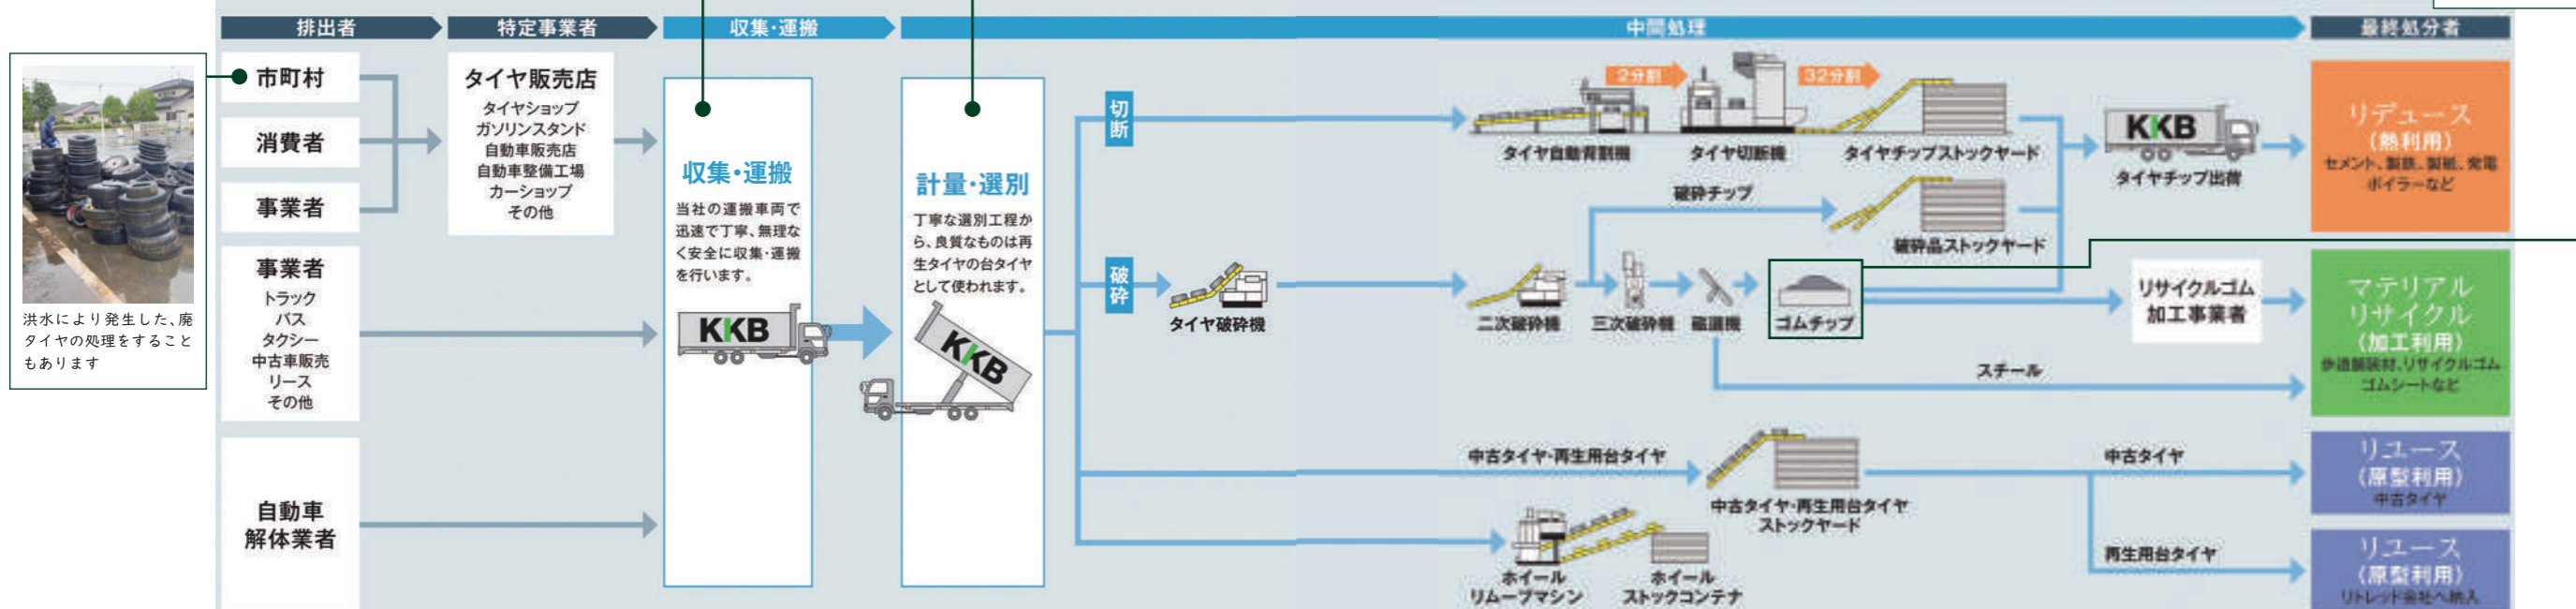 排出者
特定事業者
収集・運搬
中間処理
最終処分者
洪水により発生した、廃
タイヤの処理をすること
もあります
市町村
消費者
事業者
事業者
トラック
バス
タクシー
中古車販売
リース
その他
自動車
解体業者
タイヤ販売店
タイヤショップ
ガソリンスタンド
自動車販売店
自動車整備工場
カーショップ
その他
収集・運搬
当社の運搬車両で
迅速で丁寧、無理な
く安全に収集・運搬
を行います。
KKB
計量・選別
丁寧な選別工程か
ら、良質なものは再
生タイヤの台タイヤ
として使われます。
KKB
切断
2分割
32分割
タイヤ自動背割機
タイヤ切断機
タイヤチップストックヤード
KKB
タイヤチップ出荷
破砕チップ
破砕品ストックヤード
破砕
タイヤ破砕機
二次破砕機
三次破砕機
磁選機
ゴムチップ
リサイクルゴム
加工事業者
スチール
中古タイヤ・再生用台タイヤ
中古タイヤ・再生用台タイヤ
ストックヤード
中古タイヤ
再生用台タイヤ
ホイール
リムーブマシン
ホイール
ストックコンテナ
リデュース
(熱利用)
セメント、製鉄、製紙、発電
ボイラーなど
マテリアル
リサイクル
(加工利用)
歩道舗装材、リサイクルゴム
ゴムシートなど
リユース
(原型利用)
中古タイヤ
リユース
(原型利用)
リトレッド会社へ納入